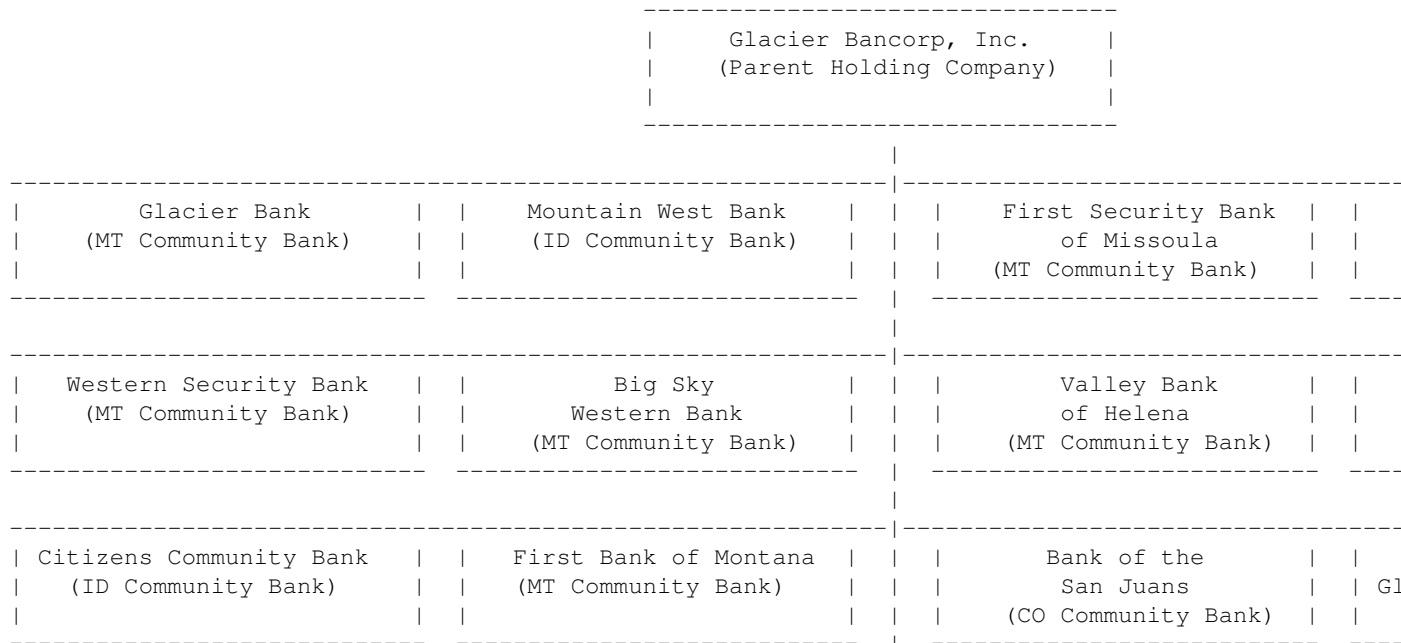 Glacier Bancorp, Inc.
(Parent Holding Company)
Glacier Bank Mountain West Bank First Security Bank
(MT Community Bank) (ID Community Bank) of Missoula
(MT Community Bank)
Western Security Bank Big Sky Valley Bank
(MT Community Bank) Western Bank of Helena
(MT Community Bank) (MT Community Bank)
Citizens Community Bank First Bank of Montana Bank of the
(ID Community Bank) (MT Community Bank) San Juans
(CO Community Bank)